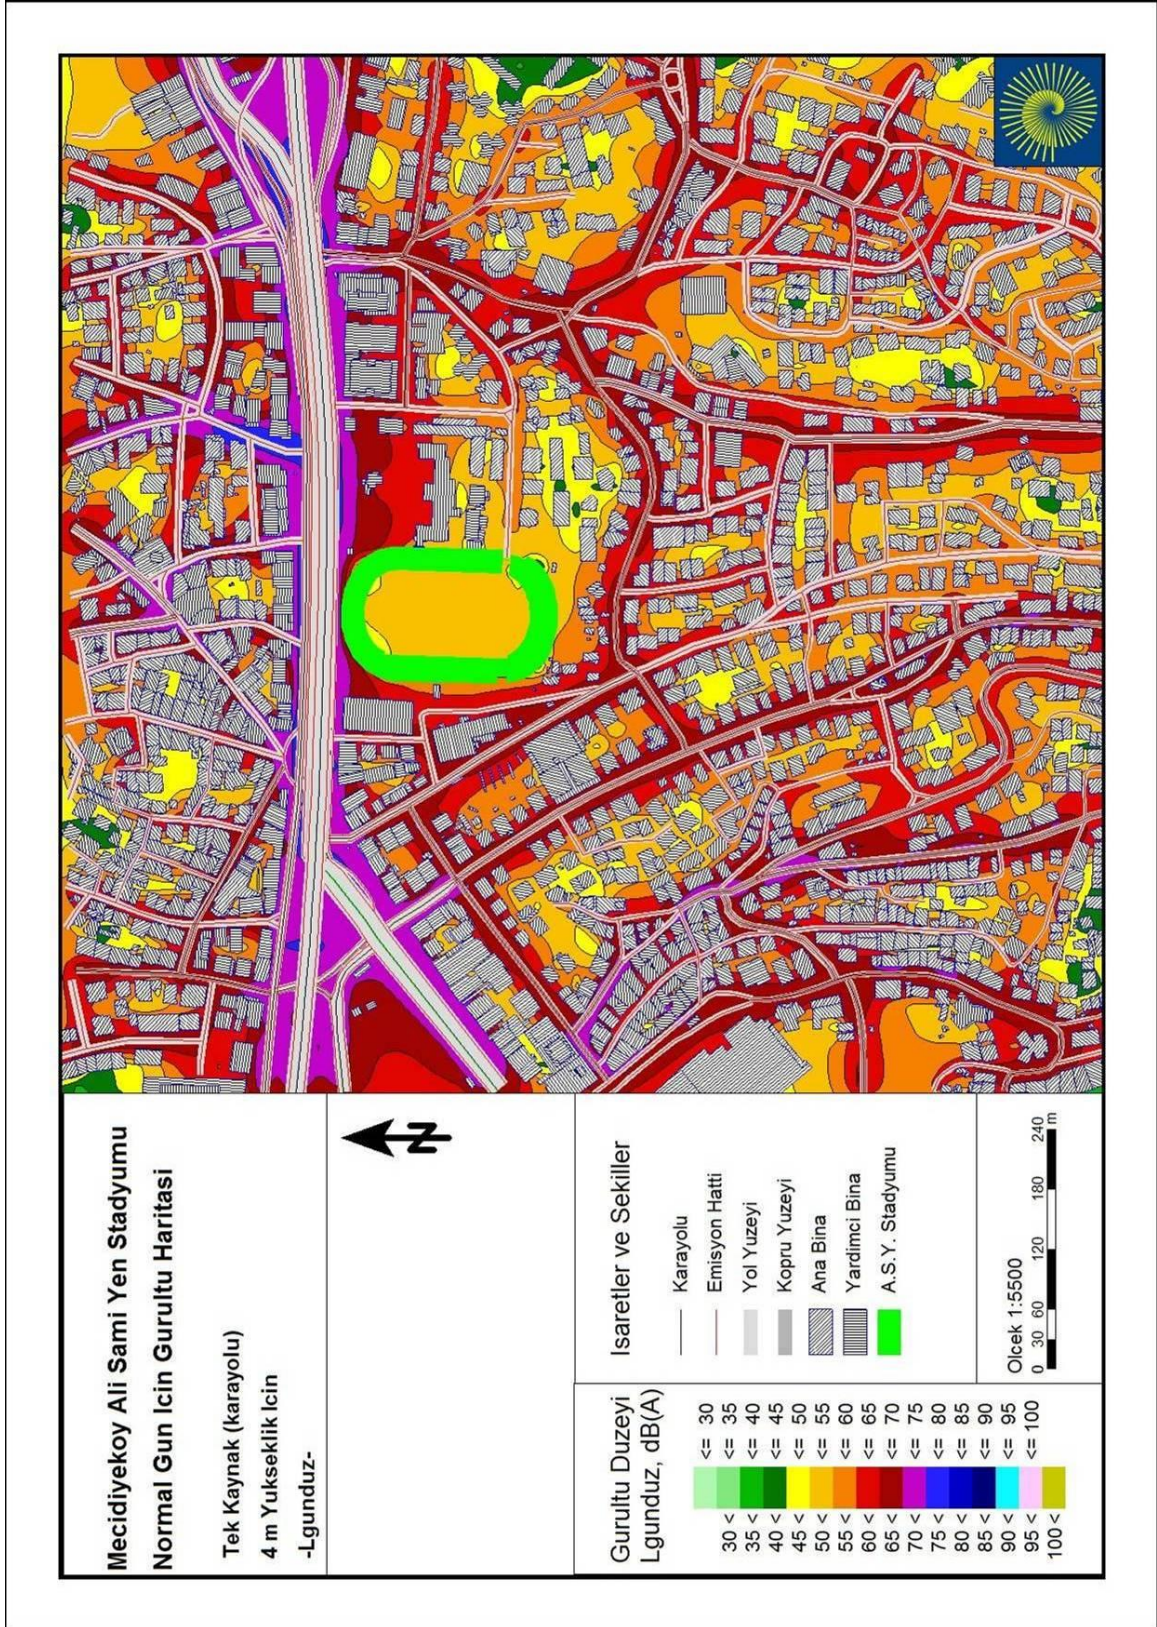 Mecidiyekoy Ali Sami Yen Stadyumu
Normal Gun Icin Gurultu Haritasi
Tek Kaynak (karayolu)
4 m Yukseklik Icin
-Lgunduz-
N
Gurultu Duzeyi
Lgunduz, dB(A)
<= 30
30 < <= 35
35 < <= 40
40 < <= 45
45 < <= 50
50 < <= 55
55 < <= 60
60 < <= 65
65 < <= 70
70 < <= 75
75 < <= 80
80 < <= 85
85 < <= 90
90 < <= 95
95 < <= 100
100 <
Isaretler ve Sekiller
Karayolu
Emisyon Hatti
Yol Yuzeyi
Kopru Yuzeyi
Ana Bina
Yardimci Bina
A.S.Y. Stadyumu
Olcek 1:5500
0 30 60 120 180 240
m